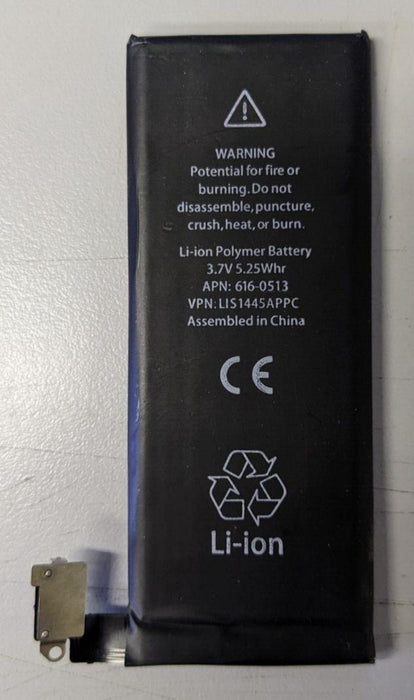 WARNING
Potential for fire or
burning. Do not
disassemble, puncture,
crush, heat, or burn.
Li-ion Polymer Battery
3.7V 5.25Whr
APN: 616-0513
VPN: LIS1445APPC
Assembled in China
CE
Li-ion